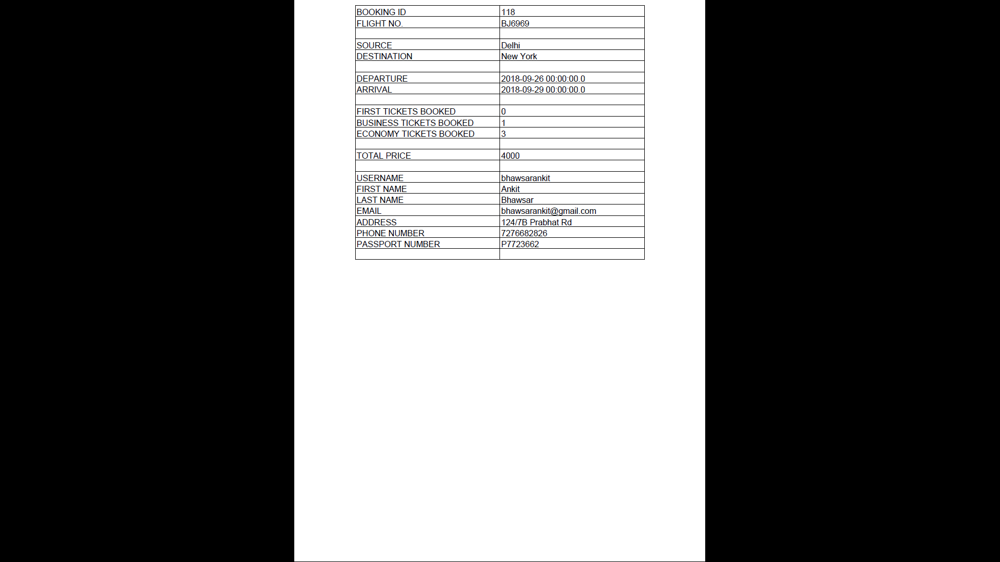 BOOKING ID 118
FLIGHT NO. BJ6969
SOURCE Delhi
DESTINATION New York
DEPARTURE 2018-09-26 00:00:00.0
ARRIVAL 2018-09-29 00:00:00.0
FIRST TICKETS BOOKED 0
BUSINESS TICKETS BOOKED 1
ECONOMY TICKETS BOOKED 3
TOTAL PRICE 4000
USERNAME bhawsarankit
FIRST NAME Ankit
LAST NAME Bhawsar
EMAIL bhawsarankit@gmail.com
ADDRESS 124/7B Prabhat Rd
PHONE NUMBER 7276682826
PASSPORT NUMBER P7723662